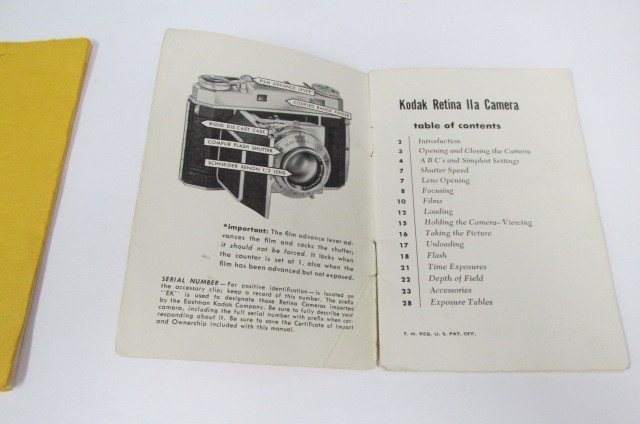 FILM ADVANCE LEVER
COUPLED RANGE FINDER
RIGID DIE CAST CASE
COMPUR FLASH SHUTTER
SCHNEIDER XENON f/2 LENS
*important: The film advance lever ad-
vances the film and cocks the shutter;
it should not be forced. It locks when
the counter is set at 1, also when the
film has been advanced but not exposed.
SERIAL NUMBER—For positive identification—is located on
the accessory clip; keep a record of this number. The prefix
"EK" is used to designate those Retina Cameras imported
by the Eastman Kodak Company. Be sure to fully describe your
camera, including the full serial number with prefix when cor-
responding about it. Be sure to save the Certificate of Import
and Ownership included with this manual.
Kodak Retina IIa Camera
table of contents
2 Introduction
3 Opening and Closing the Camera
4 A B C's and Simplest Settings
7 Shutter Speed
7 Lens Opening
8 Focusing
10 Films
12 Loading
15 Holding the Camera—Viewing
16 Taking the Picture
17 Unloading
18 Flash
21 Time Exposures
22 Depth of Field
23 Accessories
28 Exposure Tables
T. M. REG. U. S. PAT. OFF.